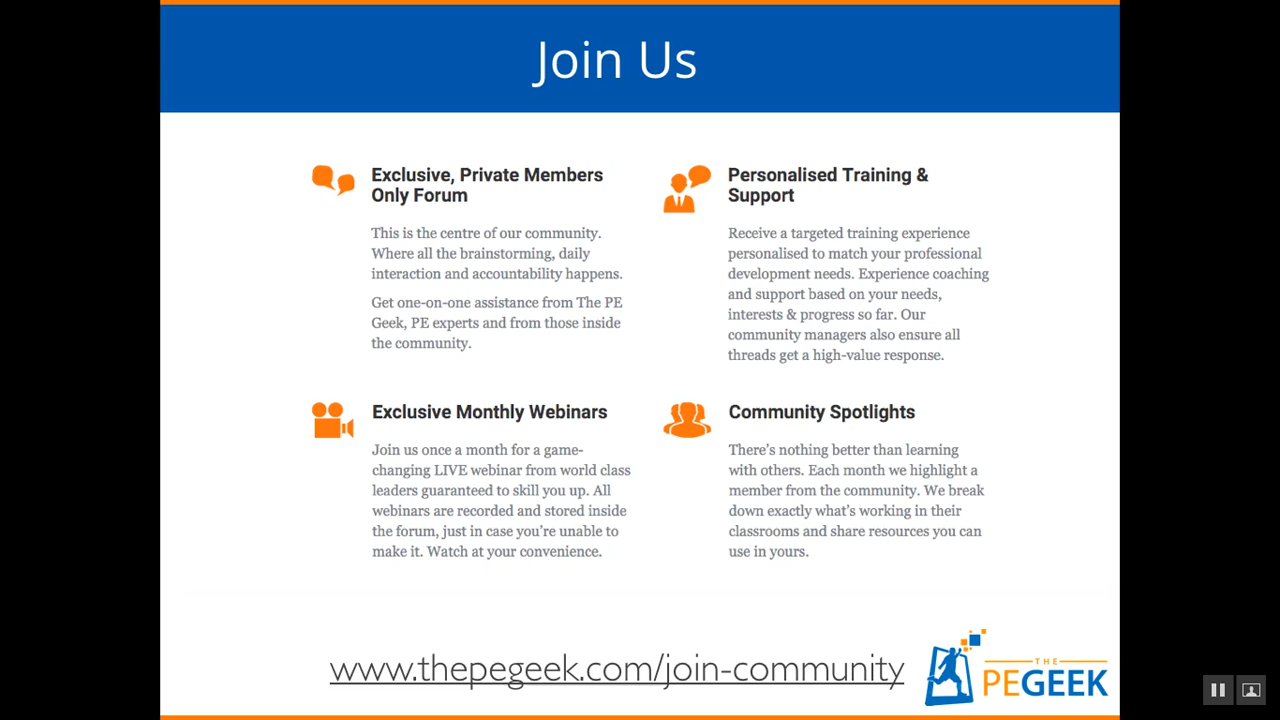 Join Us
Exclusive, Private Members
Only Forum
This is the centre of our community.
Where all the brainstorming, daily
interaction and accountability happens.
Get one-on-one assistance from The PE
Geek, PE experts and from those inside
the community.
Personalised Training &
Support
Receive a targeted training experience
personalised to match your professional
development needs. Experience coaching
and support based on your needs,
interests & progress so far. Our
community managers also ensure all
threads get a high-value response.
Exclusive Monthly Webinars
Join us once a month for a game-
changing LIVE webinar from world class
leaders guaranteed to skill you up. All
webinars are recorded and stored inside
the forum, just in case you're unable to
make it. Watch at your convenience.
Community Spotlights
There's nothing better than learning
with others. Each month we highlight a
member from the community. We break
down exactly what's working in their
classrooms and share resources you can
use in yours.
www.thepegeek.com/join-community
THE
PEGEEK